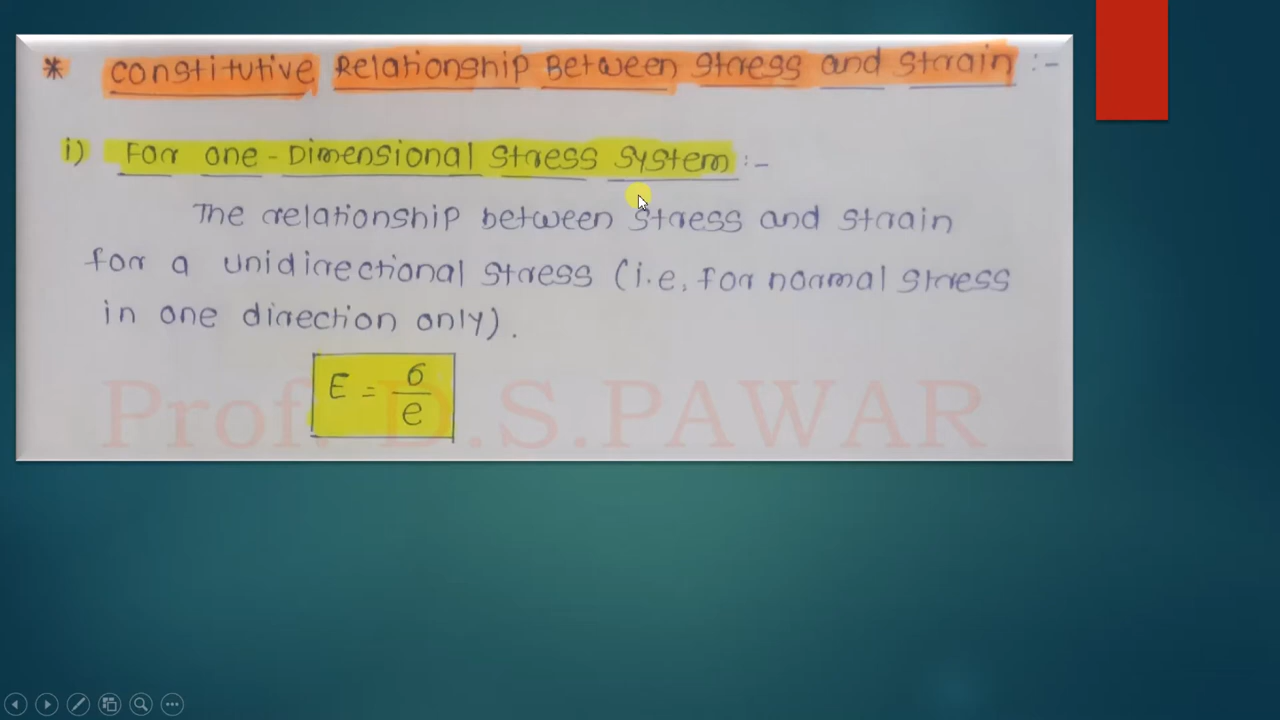 * Constitutive Relationship Between Stress and Strain :-
i) For one-Dimensional Stress System :-
The relationship between stress and strain
for a unidirectional stress (i.e, for normal stress
in one direction only).
E = σ/e
Prof. D.S.PAWAR